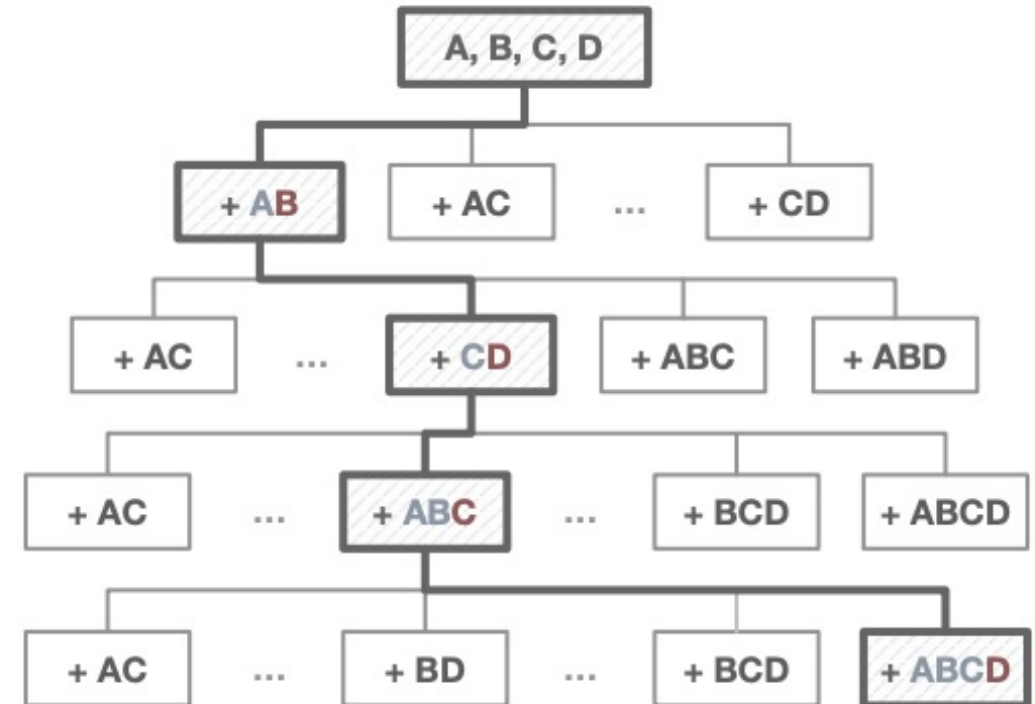 A, B, C, D
+ AB + AC ... + CD
+ AC ... + CD + ABC + ABD
+ AC ... + ABC ... + BCD + ABCD
+ AC ... + BD ... + BCD + ABCD